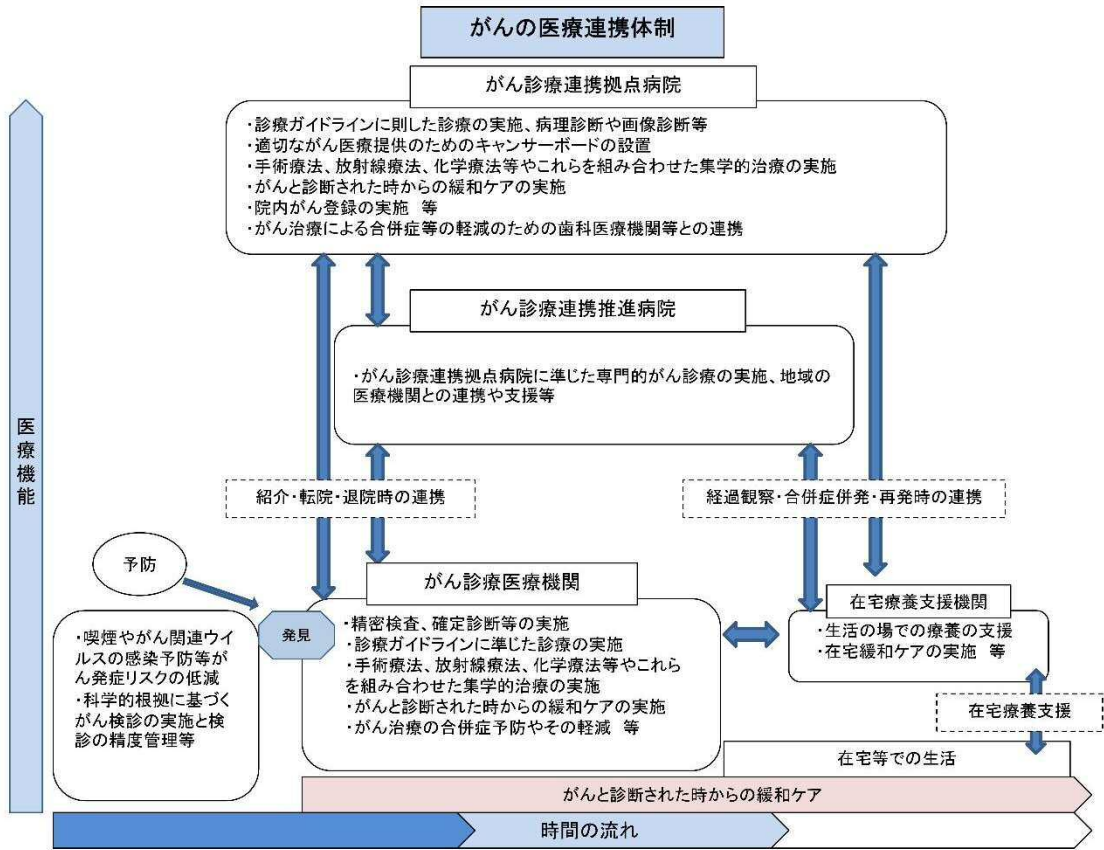 がんの医療連携体制
がん診療連携拠点病院
・診療ガイドラインに則した診療の実施、病理診断や画像診断等
・適切ながん医療提供のためのキャンサーボードの設置
・手術療法、放射線療法、化学療法等やこれらを組み合わせた集学的治療の実施
・がんと診断された時からの緩和ケアの実施
・院内がん登録の実施 等
・がん治療による合併症等の軽減のための歯科医療機関等との連携
がん診療連携推進病院
・がん診療連携拠点病院に準じた専門的がん診療の実施、地域の
医療機関との連携や支援等
医療機能
紹介・転院・退院時の連携
経過観察・合併症併発・再発時の連携
予防
・喫煙やがん関連ウイ
ルスの感染予防等が
ん発症リスクの低減
・科学的根拠に基づく
がん検診の実施と検
診の精度管理等
発見
がん診療医療機関
・精密検査、確定診断等の実施
・診療ガイドラインに準じた診療の実施
・手術療法、放射線療法、化学療法等やこれら
を組み合わせた集学的治療の実施
・がんと診断された時からの緩和ケアの実施
・がん治療の合併症予防やその軽減 等
在宅療養支援機関
・生活の場での療養の支援
・在宅緩和ケアの実施 等
在宅療養支援
在宅等での生活
がんと診断された時からの緩和ケア
時間の流れ